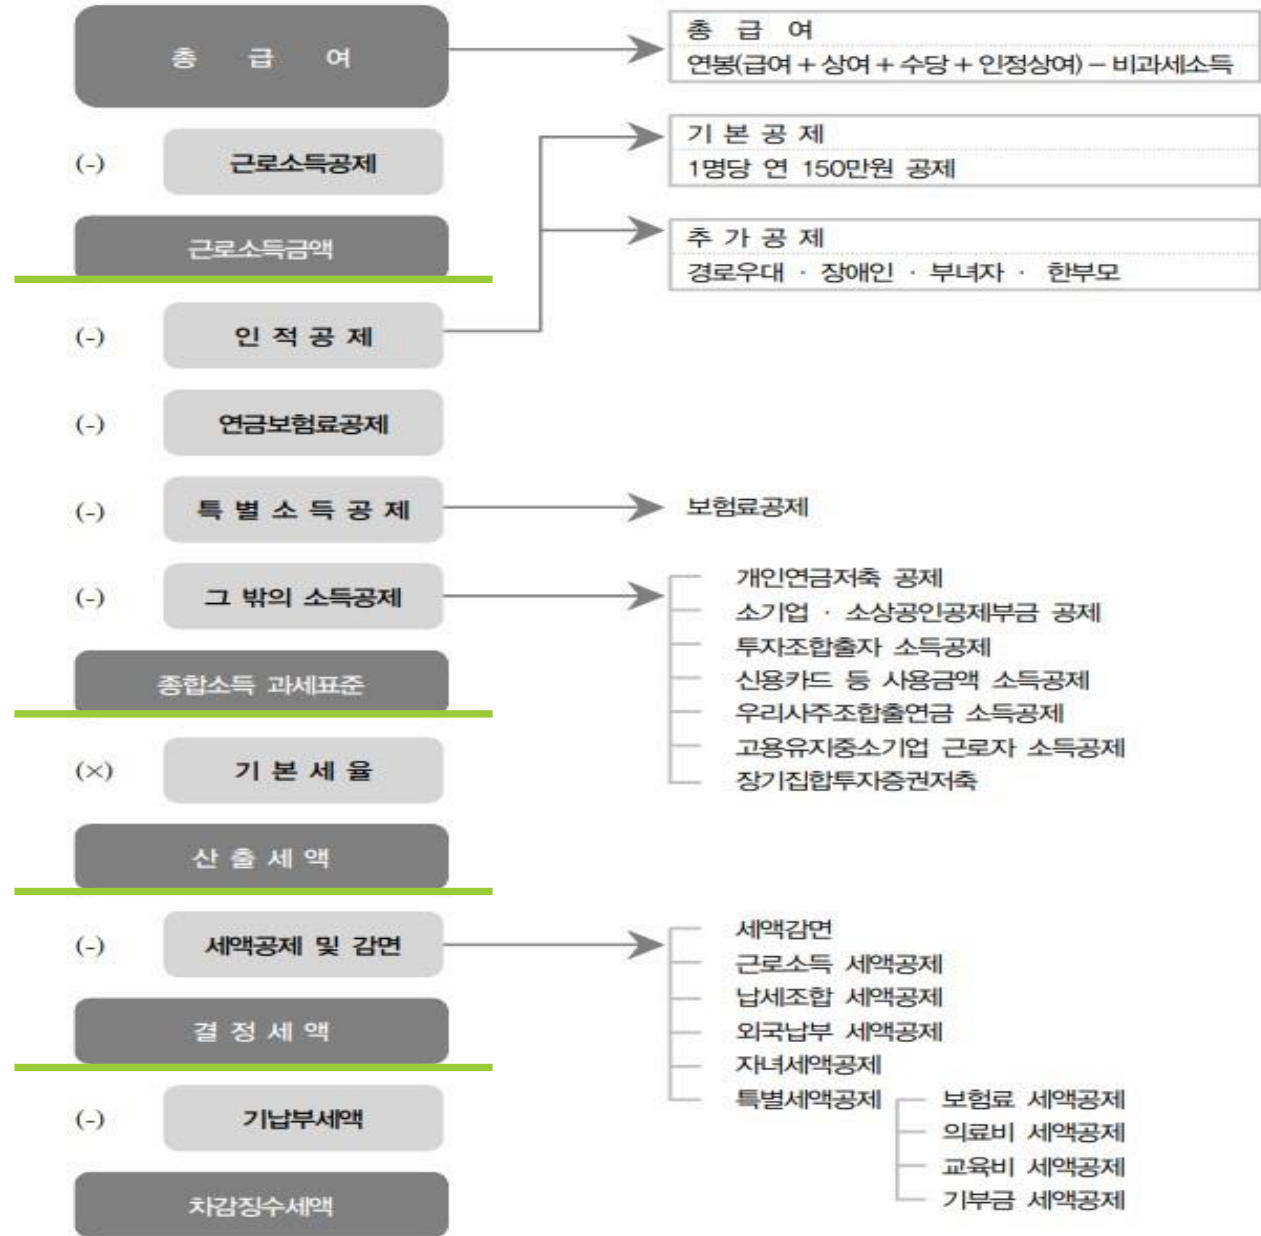 총 급 여
총 급 여
연봉(급여 + 상여 + 수당 + 인정상여) – 비과세소득
(-) 근로소득공제
기 본 공 제
1명당 연 150만원 공제
근로소득금액
추 가 공 제
경로우대 · 장애인 · 부녀자 · 한부모
(-) 인 적 공 제
(-) 연금보험료공제
(-) 특 별 소 득 공 제
보험료공제
(-) 그 밖의 소득공제
개인연금저축 공제
소기업 · 소상공인공제부금 공제
투자조합출자 소득공제
신용카드 등 사용금액 소득공제
우리사주조합출연금 소득공제
고용유지중소기업 근로자 소득공제
장기집합투자증권저축
종합소득 과세표준
(×) 기 본 세 율
산 출 세 액
(-) 세액공제 및 감면
세액감면
근로소득 세액공제
납세조합 세액공제
외국납부 세액공제
자녀세액공제
특별세액공제
보험료 세액공제
의료비 세액공제
교육비 세액공제
기부금 세액공제
결 정 세 액
(-) 기납부세액
차감징수세액